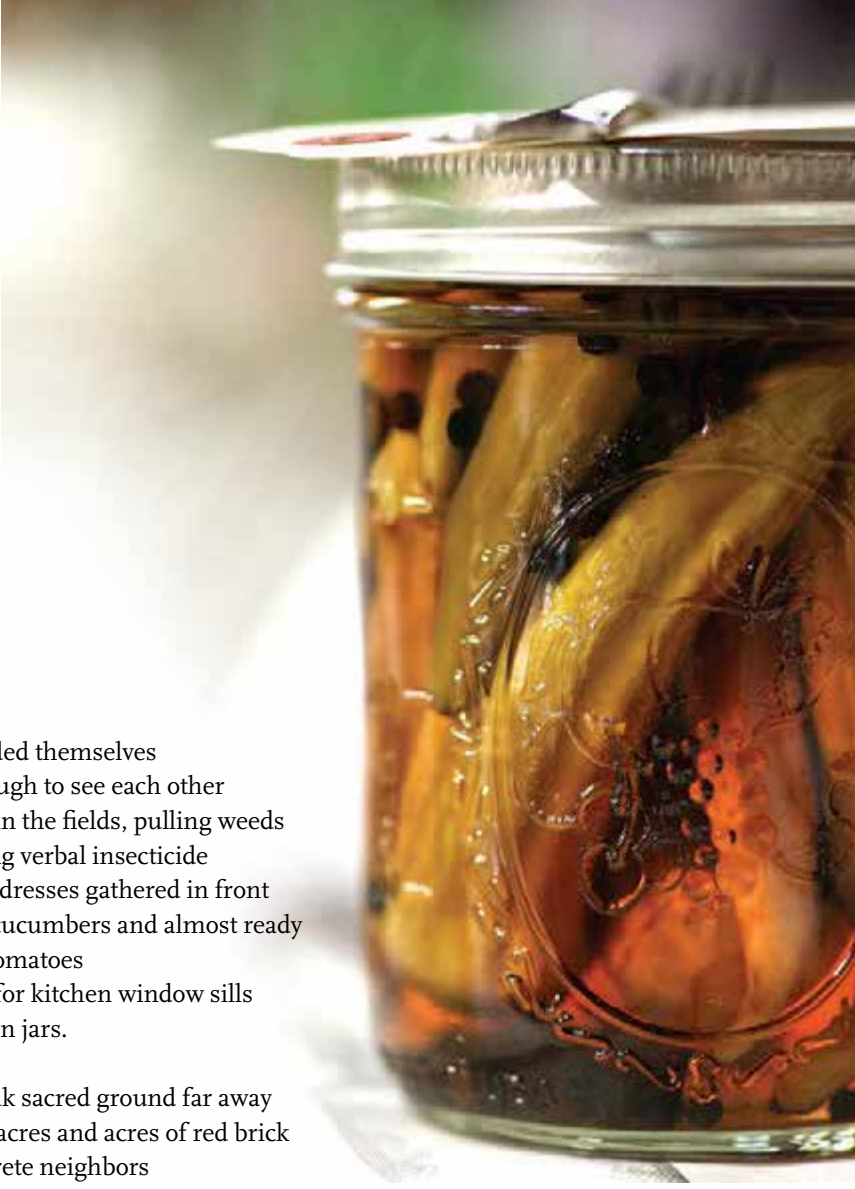 led themselves
ugh to see each other
in the fields, pulling weeds
g verbal insecticide
dresses gathered in front
cucumbers and almost ready
omatoes
for kitchen window sills
n jars.
k sacred ground far away
acres and acres of red brick
rete neighbors